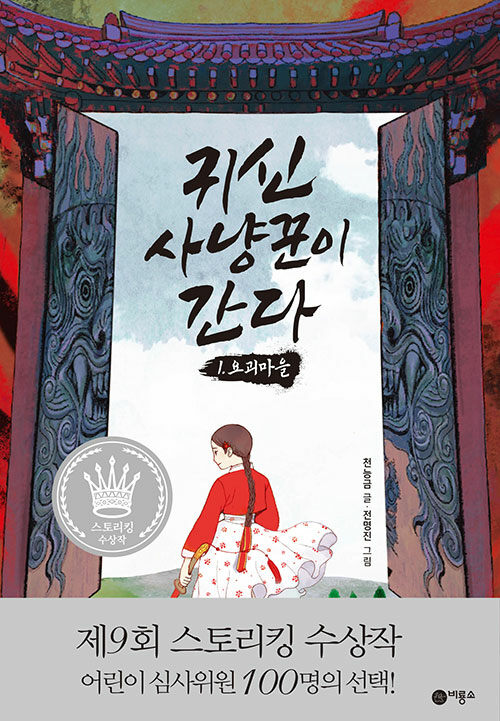 귀신
사냥꾼이
간다
1. 요괴마을
천능금 글·전명진 그림
스토리킹
수상작
제9회 스토리킹 수상작
어린이 심사위원 100명의 선택!
비룡소